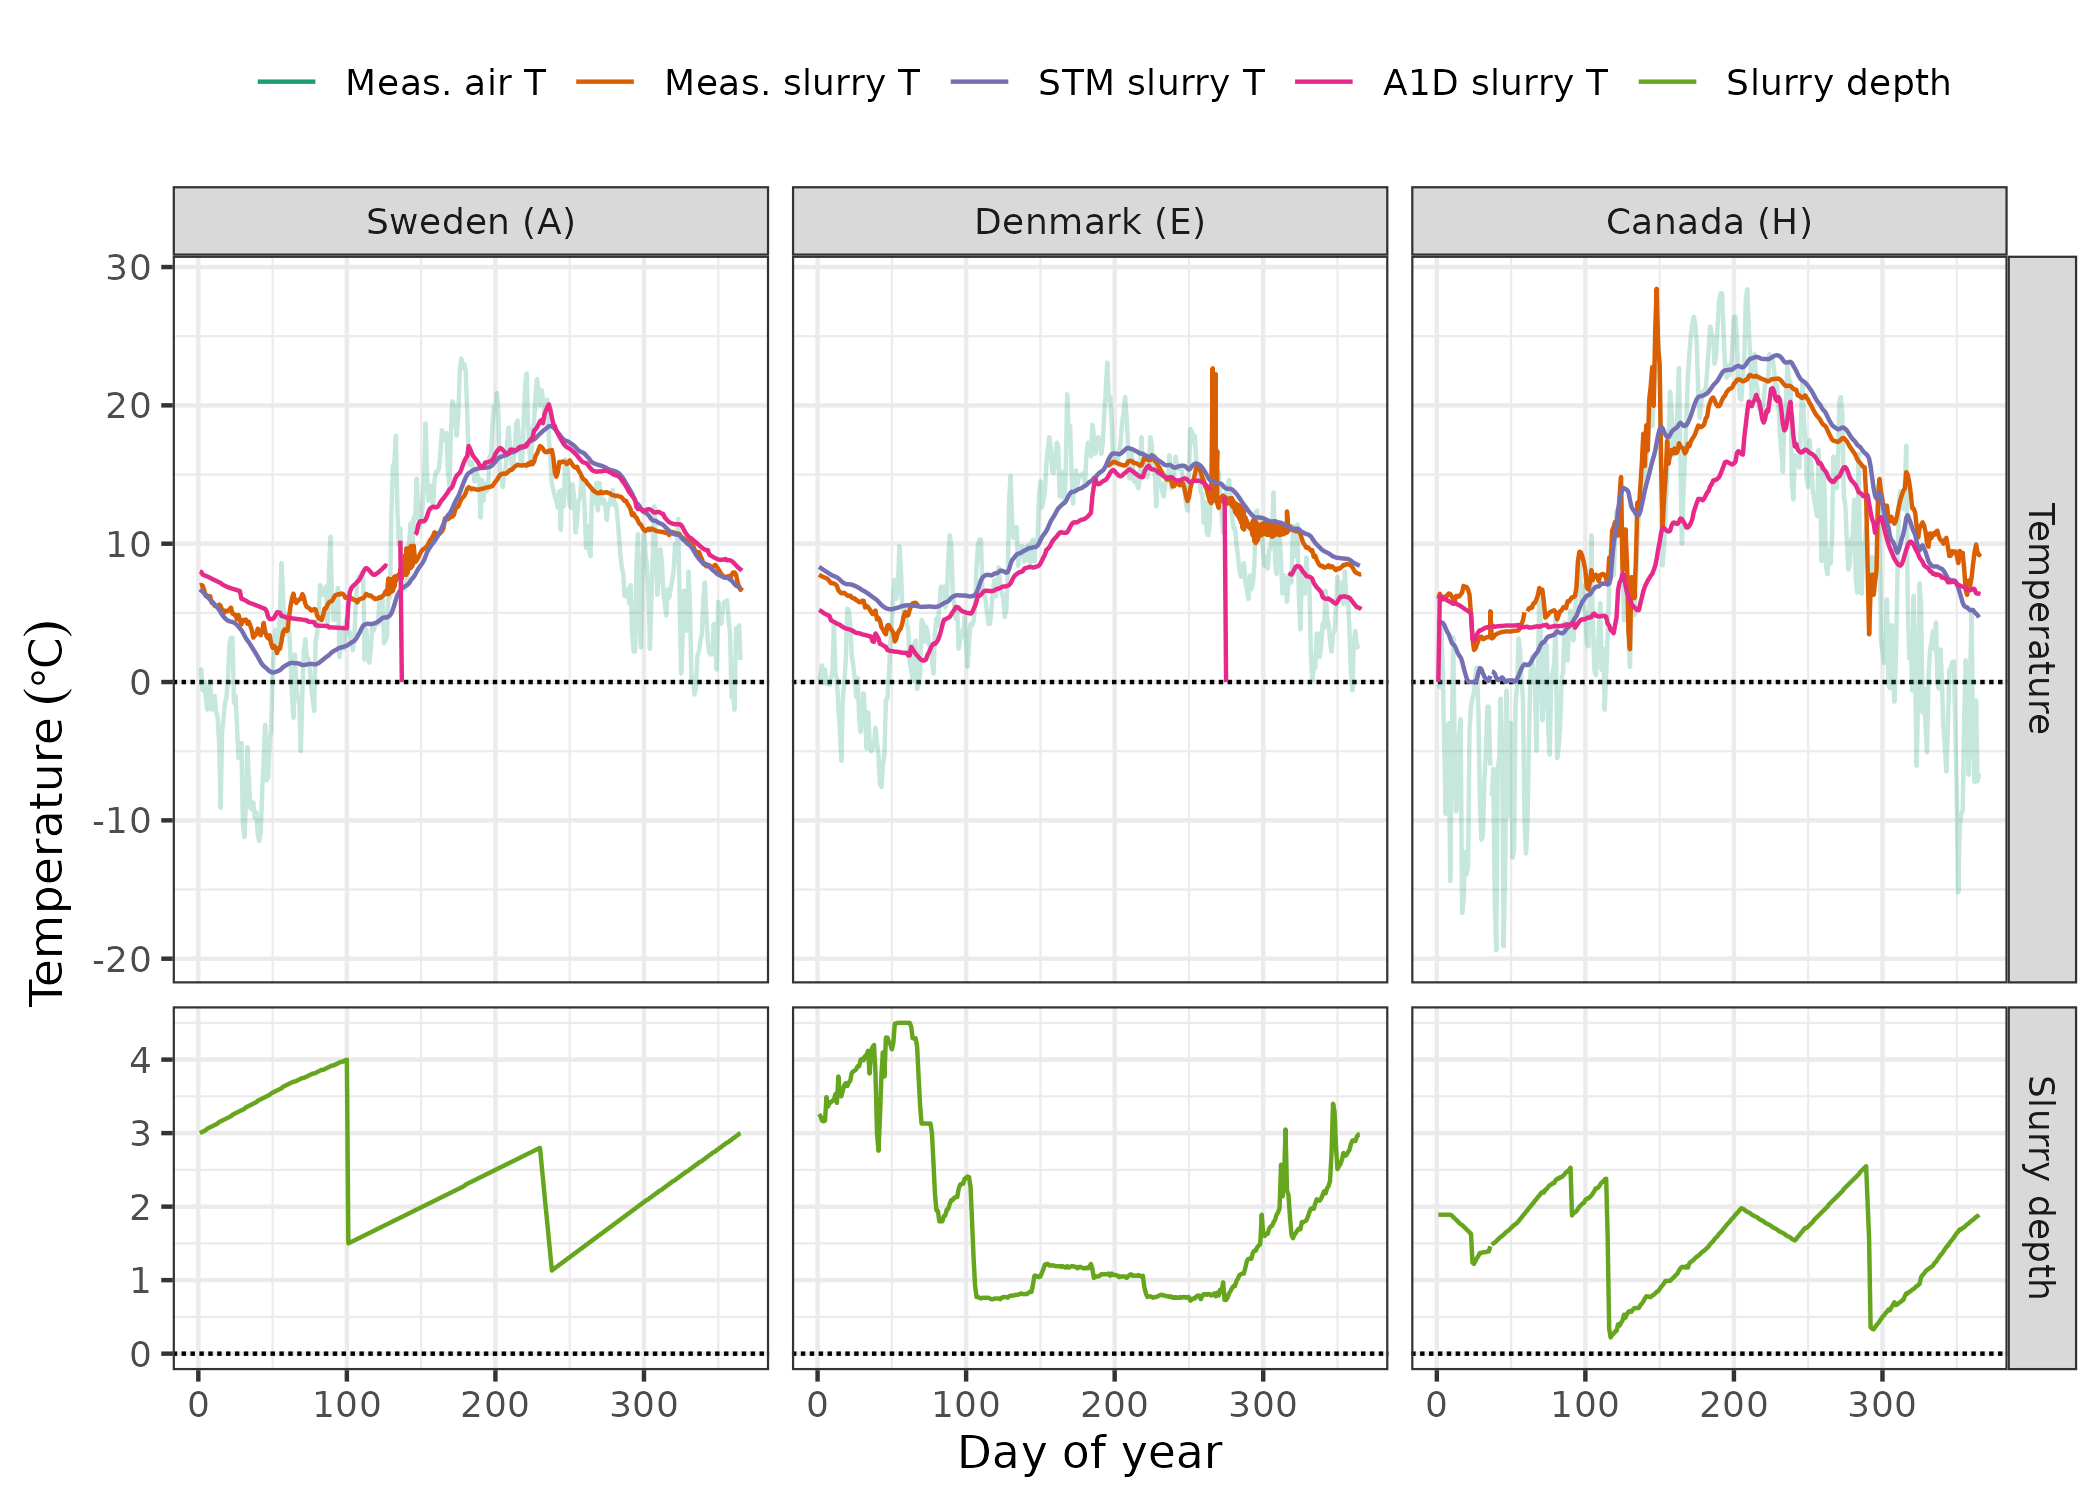 Meas. air T Meas. slurry T STM slurry T A1D slurry T Slurry depth
Sweden (A) Denmark (E) Canada (H)
30
20
10
0
-10
-20
Temperature
Temperature (°C)
4
3
2
1
0
Slurry depth
0 100 200 300 0 100 200 300 0 100 200 300
Day of year